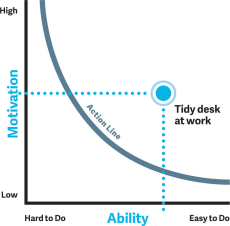 High
Motivation
Action Line
Tidy desk
at work
Low
Hard to Do
Ability
Easy to Do